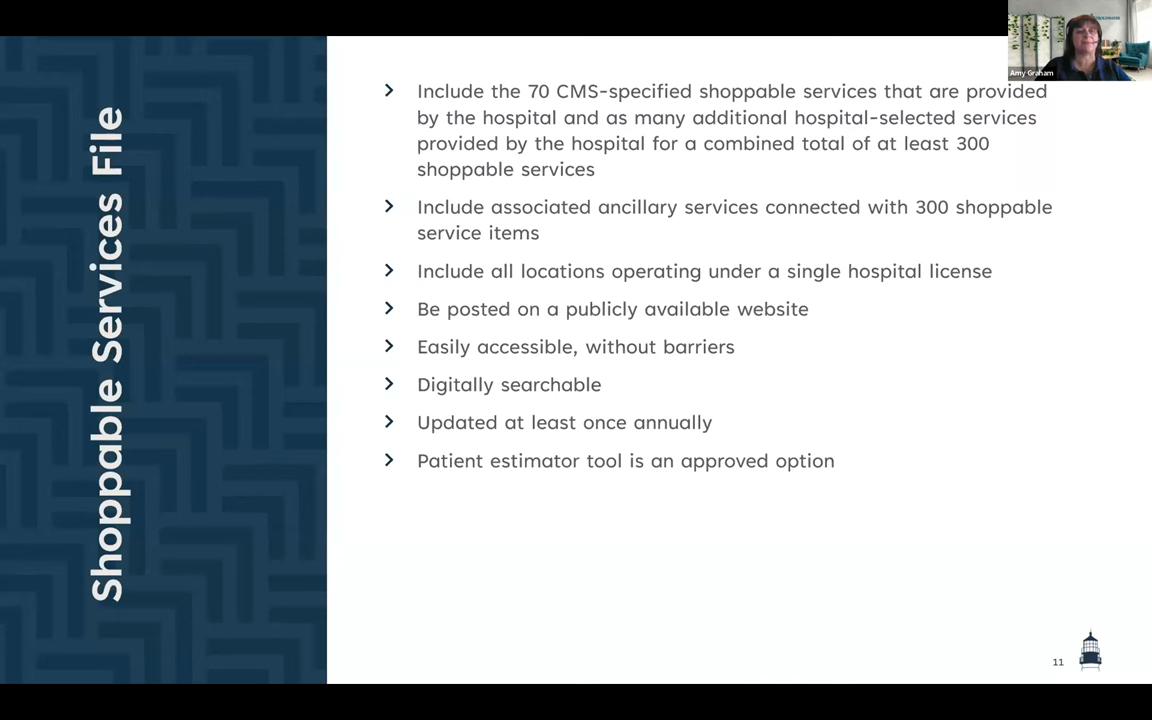 Shoppable Services File
Include the 70 CMS-specified shoppable services that are provided
by the hospital and as many additional hospital-selected services
provided by the hospital for a combined total of at least 300
shoppable services
Include associated ancillary services connected with 300 shoppable
service items
Include all locations operating under a single hospital license
Be posted on a publicly available website
Easily accessible, without barriers
Digitally searchable
Updated at least once annually
Patient estimator tool is an approved option
11
Amy Graham